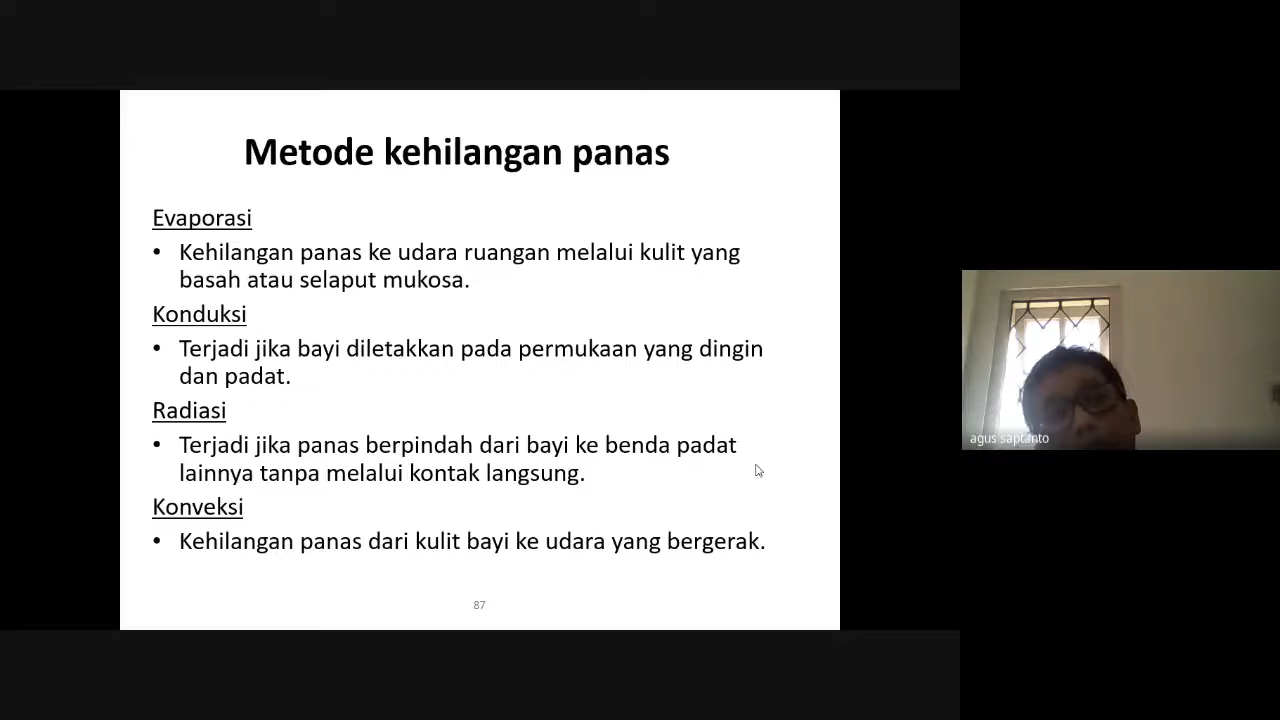 Metode kehilangan panas
Evaporasi
• Kehilangan panas ke udara ruangan melalui kulit yang
basah atau selaput mukosa.
Konduksi
• Terjadi jika bayi diletakkan pada permukaan yang dingin
dan padat.
Radiasi
• Terjadi jika panas berpindah dari bayi ke benda padat
lainnya tanpa melalui kontak langsung.
Konveksi
• Kehilangan panas dari kulit bayi ke udara yang bergerak.
87
agus saptanto